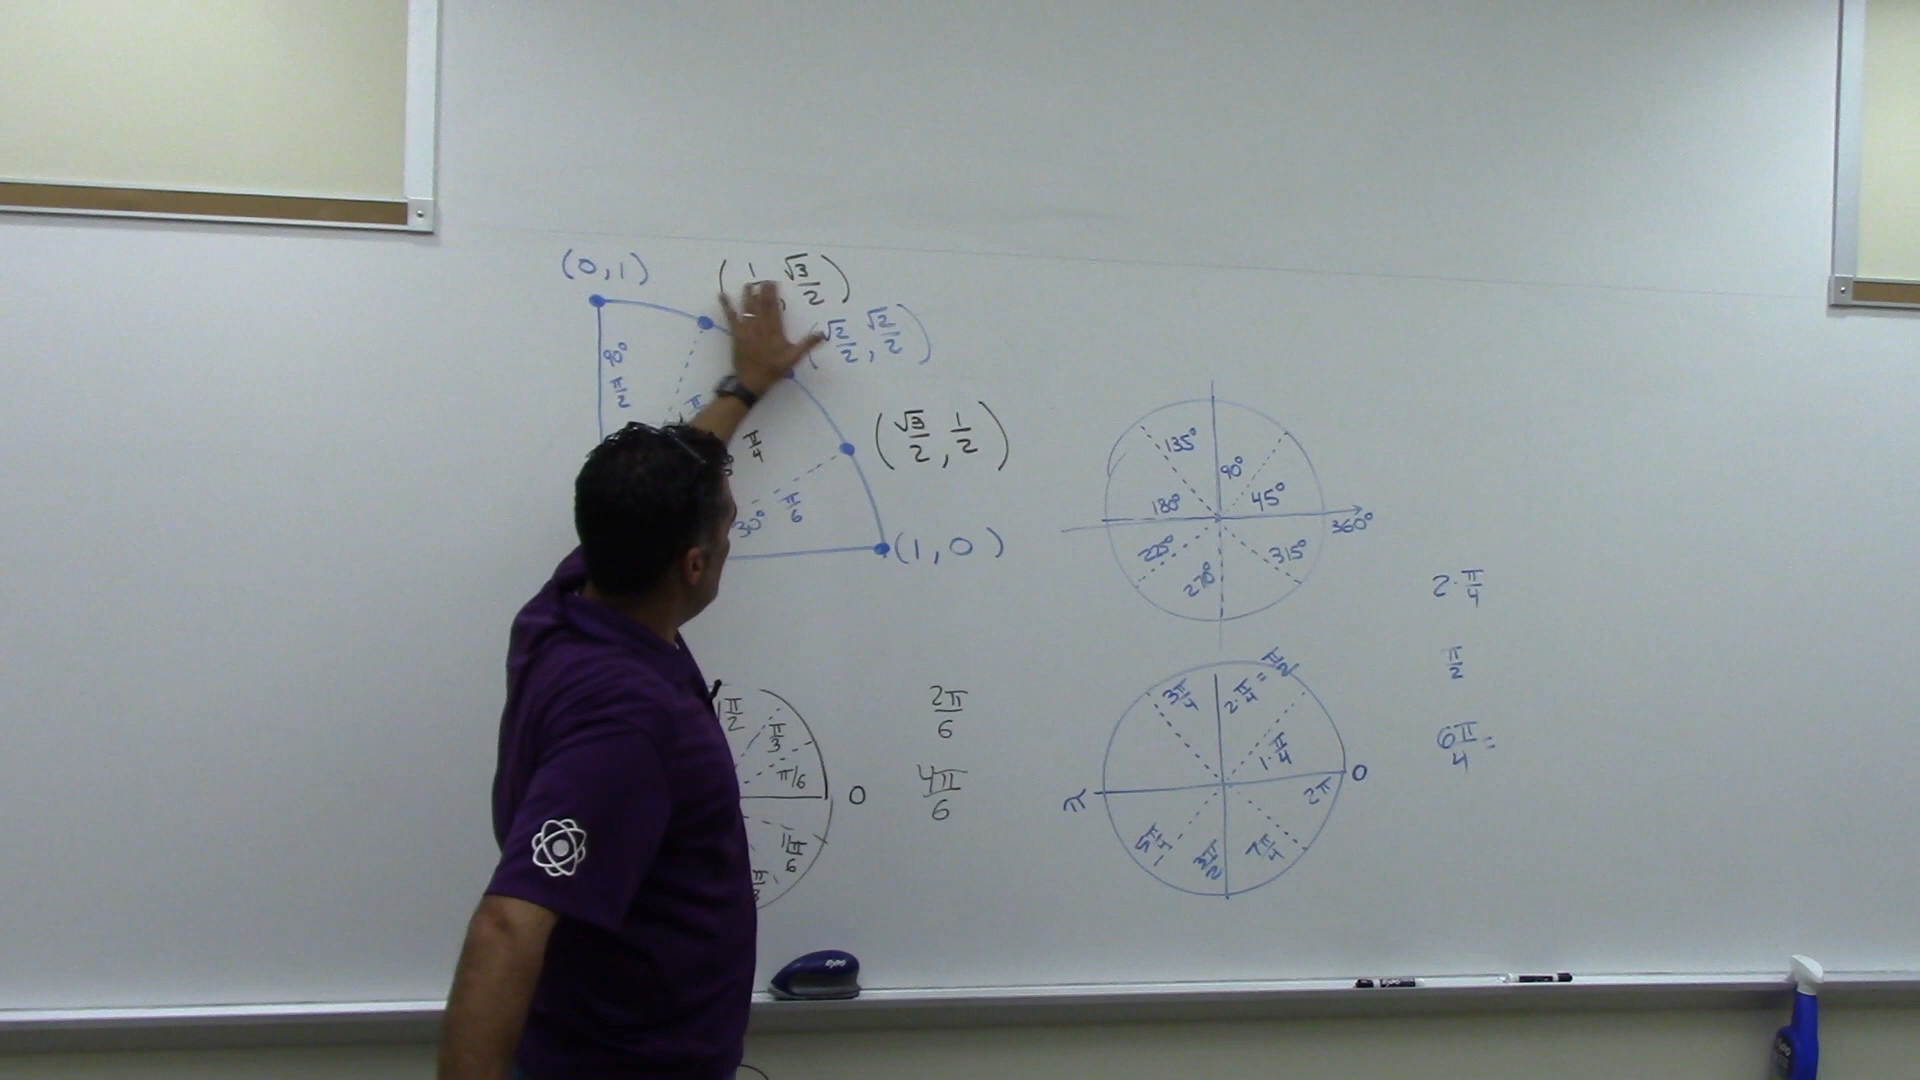 (0,1)
(1/ , √3/2)
(√2/2, √2/2)
90°
π/2
π/4
(√3/2, 1/2)
30° π/6
(1,0)
135°
90°
180°
45°
360°
315°
270°
2·π/4
π/2
6π/4 =
1π/2
π/3
π/6
0
2π/6
4π/6
3π/4
2·π/4 = π/2
1·π/4
π
0
2π
5π/4
3π/2
7π/4
expo